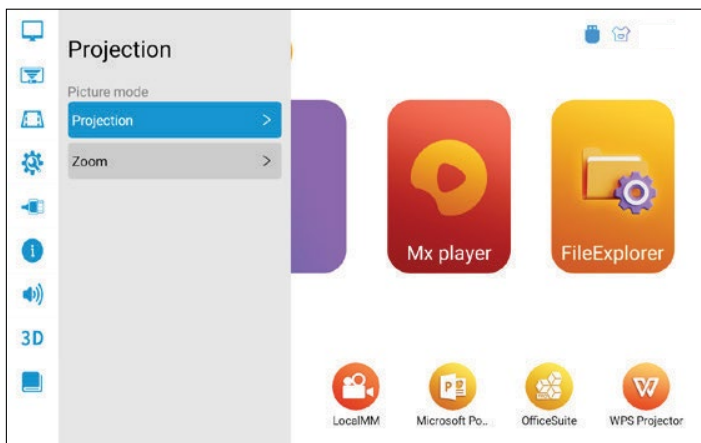 Projection
Picture mode
Projection
Zoom
3D
Mx player
FileExplorer
LocalMM
Microsoft Po..
OfficeSuite
WPS Projector